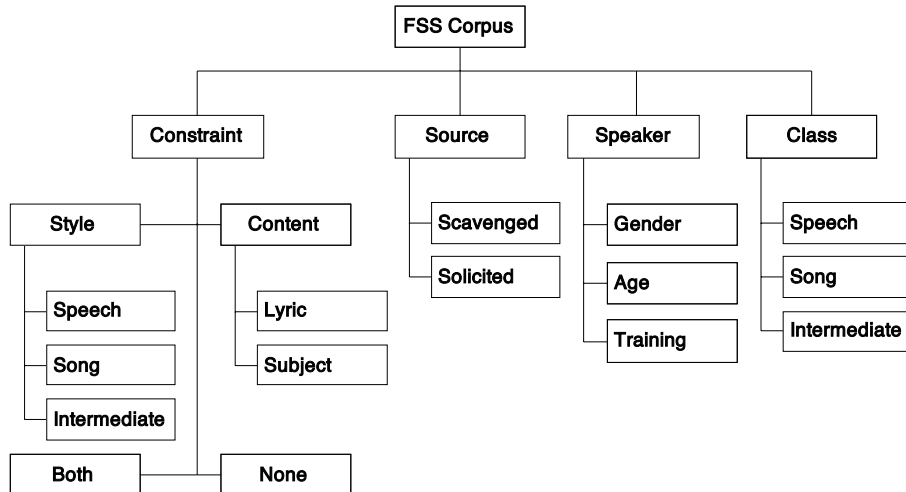 FSS Corpus
Constraint
Source
Speaker
Class
Style
Content
Speech
Song
Intermediate
Lyric
Subject
Both
None
Scavenged
Solicited
Gender
Age
Training
Speech
Song
Intermediate